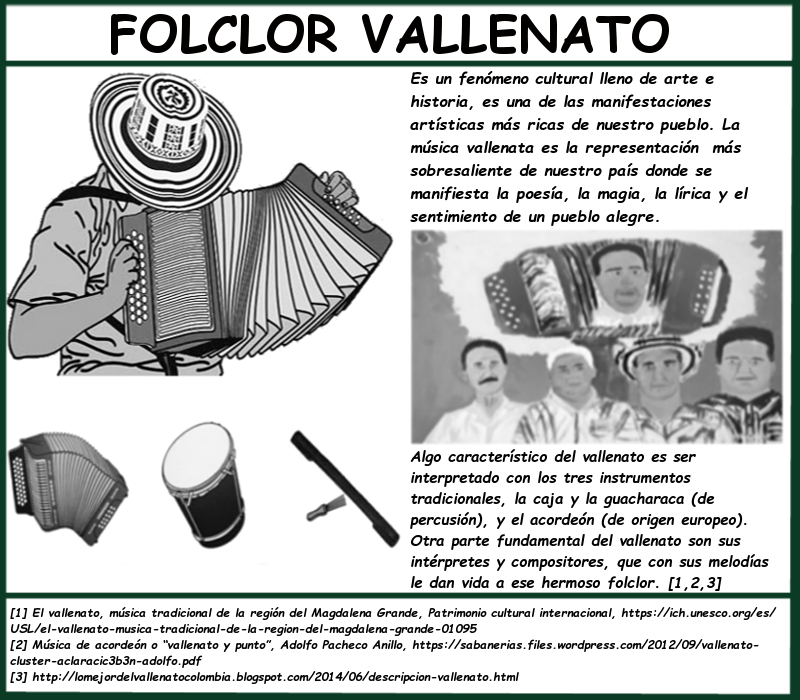 FOLCLOR VALLENATO
Es un fenómeno cultural lleno de arte e
historia, es una de las manifestaciones
artísticas más ricas de nuestro pueblo. La
música vallenata es la representación más
sobresaliente de nuestro país donde se
manifiesta la poesía, la magia, la lírica y el
sentimiento de un pueblo alegre.
Algo característico del vallenato es ser
interpretado con los tres instrumentos
tradicionales, la caja y la guacharaca (de
percusión), y el acordeón (de origen europeo).
Otra parte fundamental del vallenato son sus
intérpretes y compositores, que con sus melodías
le dan vida a ese hermoso folclor. [1,2,3]
[1] El vallenato, música tradicional de la región del Magdalena Grande, Patrimonio cultural internacional, https://ich.unesco.org/es/
USL/el-vallenato-musica-tradicional-de-la-region-del-magdalena-grande-01095
[2] Música de acordeón o “vallenato y punto”, Adolfo Pacheco Anillo, https://sabanerias.files.wordpress.com/2012/09/vallenato-
cluster-aclaracic3b3n-adolfo.pdf
[3] http://lomejordelvallenatocolombia.blogspot.com/2014/06/descripcion-vallenato.html